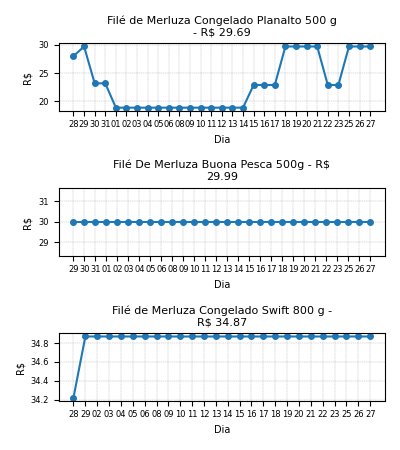 Filé de Merluza Congelado Planalto 500 g
- R$ 29.69
30
25
20
R$
28 29 30 31 01 02 03 04 05 06 08 09 10 11 12 13 14 15 16 17 18 19 20 21 22 23 25 26 27
Dia
Filé De Merluza Buona Pesca 500g - R$
29.99
31
30
29
R$
29 30 31 01 02 03 04 05 06 08 09 10 11 12 13 14 15 16 17 18 19 20 21 22 23 25 26 27
Dia
Filé de Merluza Congelado Swift 800 g -
R$ 34.87
34.8
34.6
34.4
34.2
R$
28 29 02 03 04 05 06 08 09 10 11 12 13 14 15 16 17 18 19 20 21 22 23 25 26 27
Dia